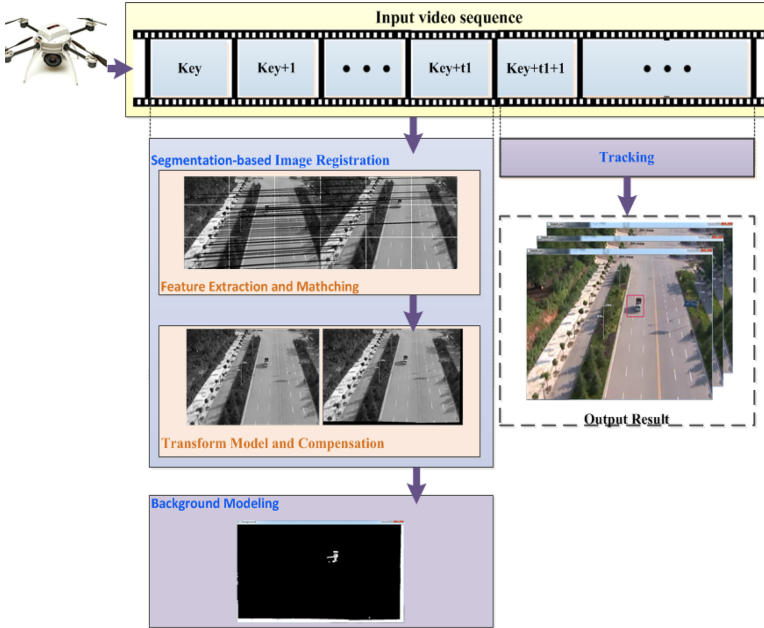 Input video sequence
Key
Key+1
Key+t1
Key+t1+1
Segmentation-based Image Registration
Tracking
Feature Extraction and Mathching
Transform Model and Compensation
Output Result
Background Modeling